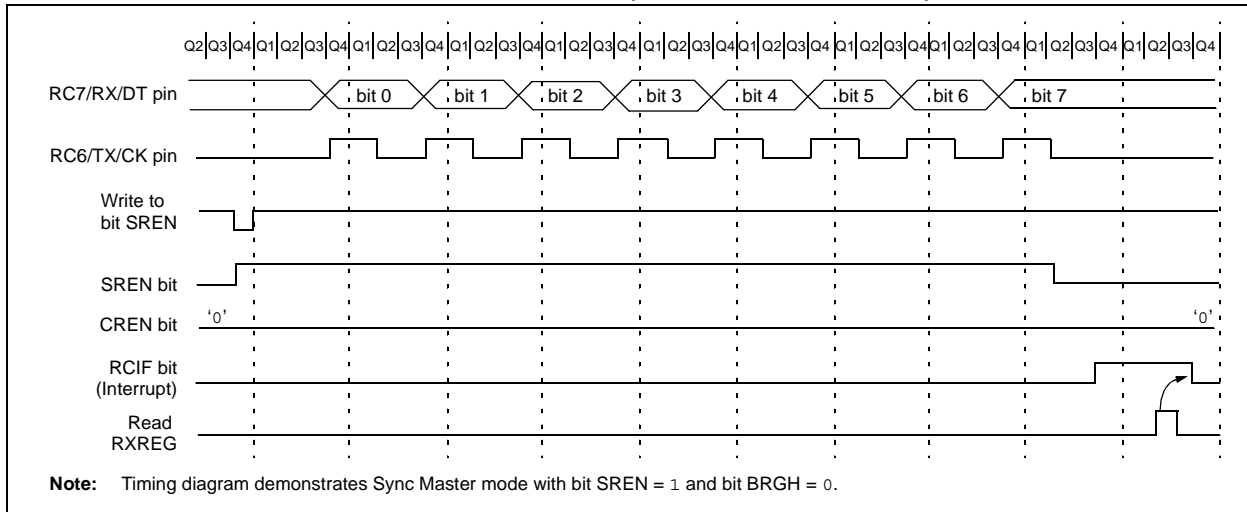 Q2 Q3 Q4 Q1 Q2 Q3 Q4 Q1 Q2 Q3 Q4 Q1 Q2 Q3 Q4 Q1 Q2 Q3 Q4 Q1 Q2 Q3 Q4 Q1 Q2 Q3 Q4 Q1 Q2 Q3 Q4 Q1 Q2 Q3 Q4 Q1 Q2 Q3 Q4 Q1 Q2 Q3 Q4
RC7/RX/DT pin bit 0 bit 1 bit 2 bit 3 bit 4 bit 5 bit 6 bit 7
RC6/TX/CK pin
Write to
bit SREN
SREN bit
CREN bit '0' '0'
RCIF bit
(Interrupt)
Read
RXREG
Note: Timing diagram demonstrates Sync Master mode with bit SREN = 1 and bit BRGH = 0.